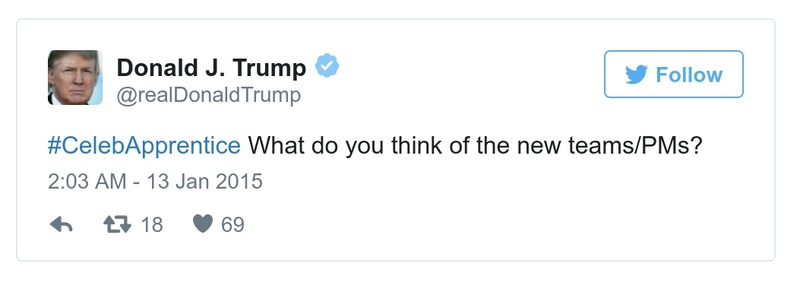 Donald J. Trump
@realDonaldTrump
Follow
#CelebApprentice What do you think of the new teams/PMs?
2:03 AM - 13 Jan 2015
18 69